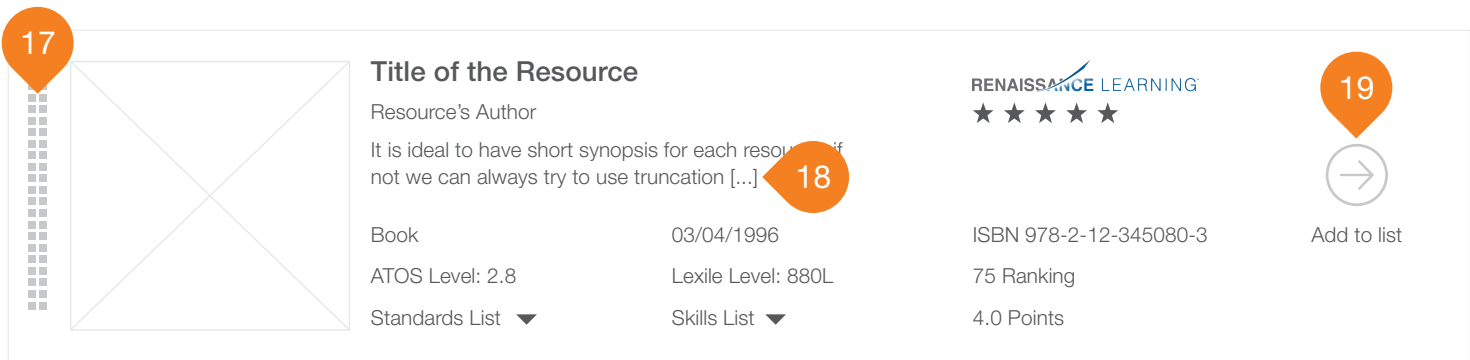 17
Title of the Resource
RENAISSANCE LEARNING
19
Resource's Author
It is ideal to have short synopsis for each if
not we can always try to use truncation [...]
18
Book
03/04/1996
ISBN 978-2-12-345080-3
Add to list
ATOS Level: 2.8
Lexile Level: 880L
75 Ranking
Standards List
Skills List
4.0 Points